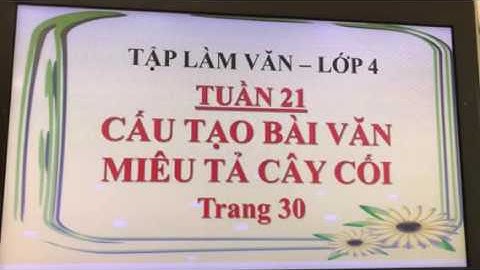 TẬP LÀM VĂN – LỚP 4
TUẦN 21
CẤU TẠO BÀI VĂN
MIÊU TẢ CÂY CỐI
Trang 30